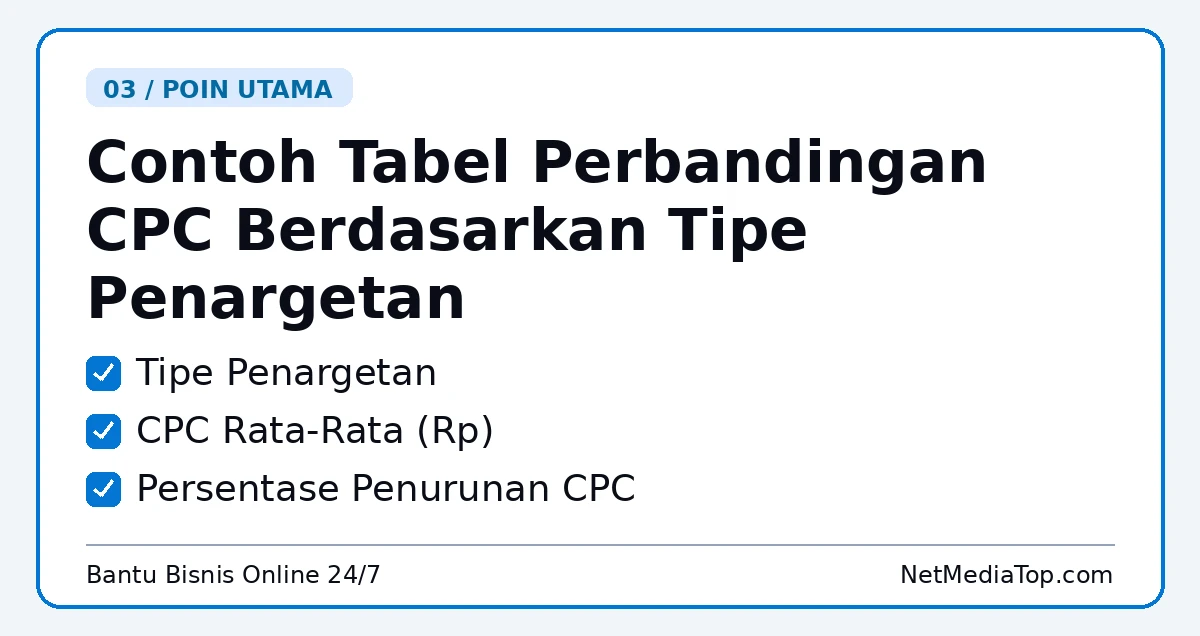 03 / POIN UTAMA
Contoh Tabel Perbandingan
CPC Berdasarkan Tipe
Penargetan
Tipe Penargetan
CPC Rata-Rata (Rp)
Persentase Penurunan CPC
Bantu Bisnis Online 24/7
NetMediaTop.com